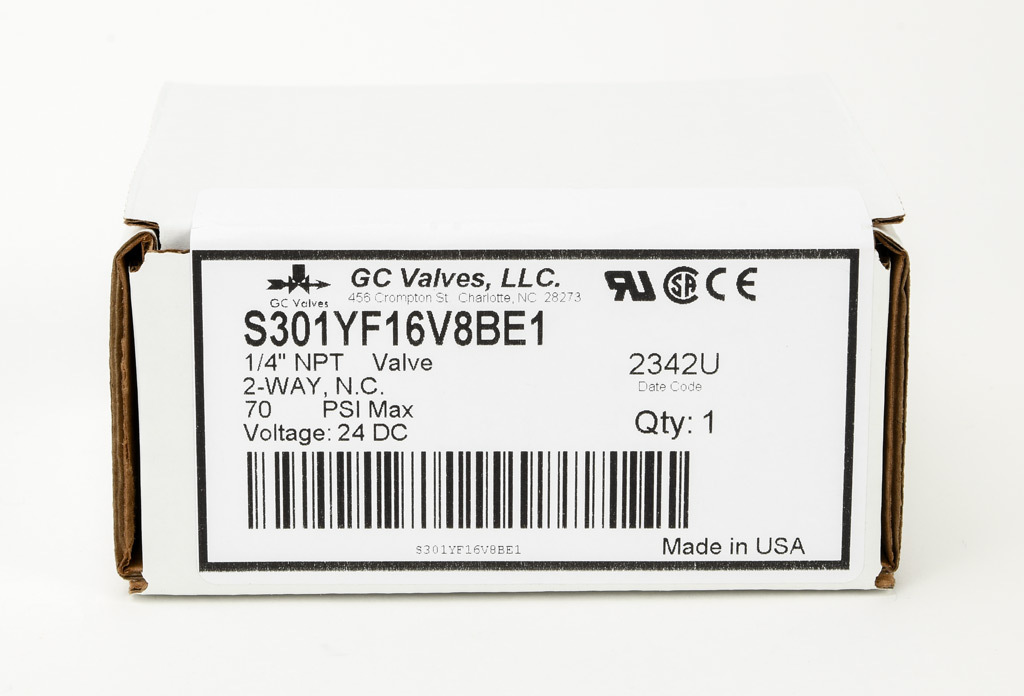 GC Valves
GC Valves, LLC.
456 Crompton St Charlotte, NC 28273
S301YF16V8BE1
1/4" NPT Valve
2-WAY, N.C.
70 PSI Max
Voltage: 24 DC
2342U
Date Code
Qty: 1
S301YF16V8BE1
Made in USA